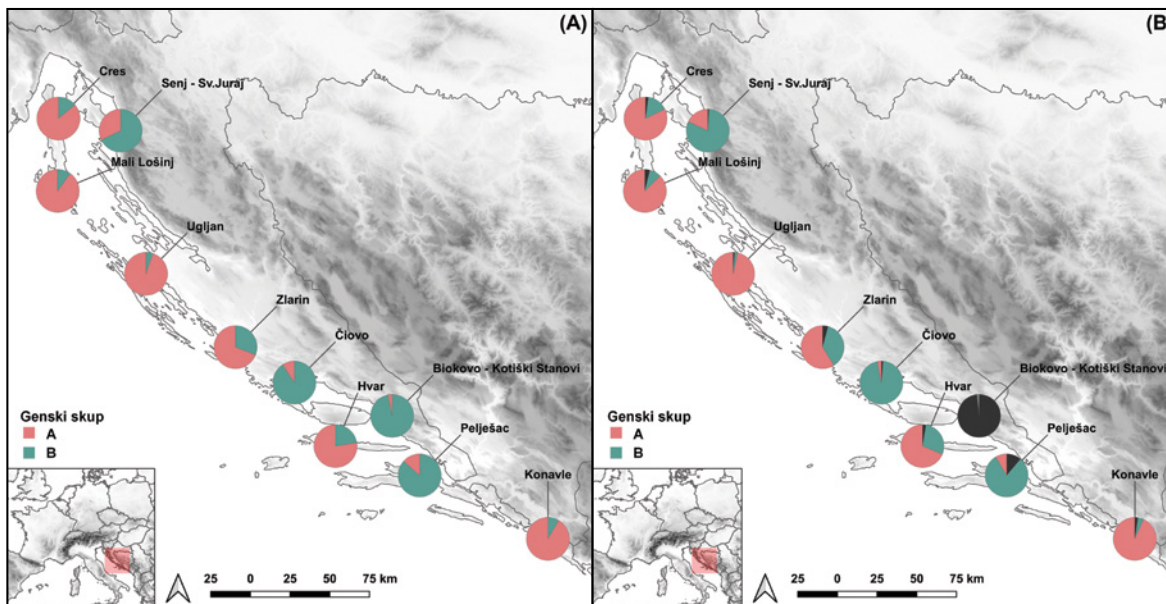 (A)
Cres
Senj - Sv.Juraj
Mali Lošinj
Ugljan
Zlarin
Čiovo
Biokovo - Kotiški Stanovi
Hvar
Pelješac
Konavle
Genski skup
A
B
25 0 25 50 75 km
(B)
Cres
Senj - Sv.Juraj
Mali Lošinj
Ugljan
Zlarin
Čiovo
Biokovo - Kotiški Stanovi
Hvar
Pelješac
Konavle
Genski skup
A
B
25 0 25 50 75 km